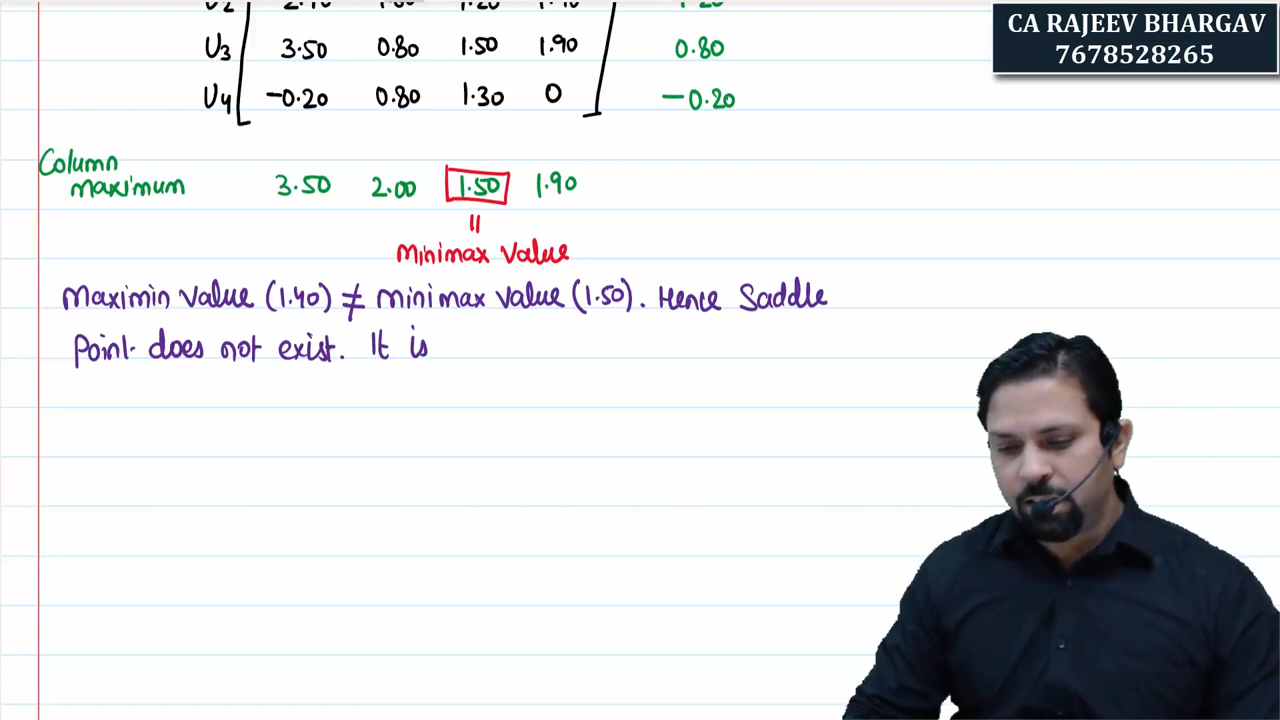 CA RAJEEV BHARGAV
7678528265
U3 3.50 0.80 1.50 1.90 0.80
U4 -0.20 0.80 1.30 0 -0.20
Column
maximum 3.50 2.00 1.50 1.90
=
Minimax Value
Maximin Value (1.40) ≠ minimax value (1.50). Hence Saddle
Point does not exist. It is